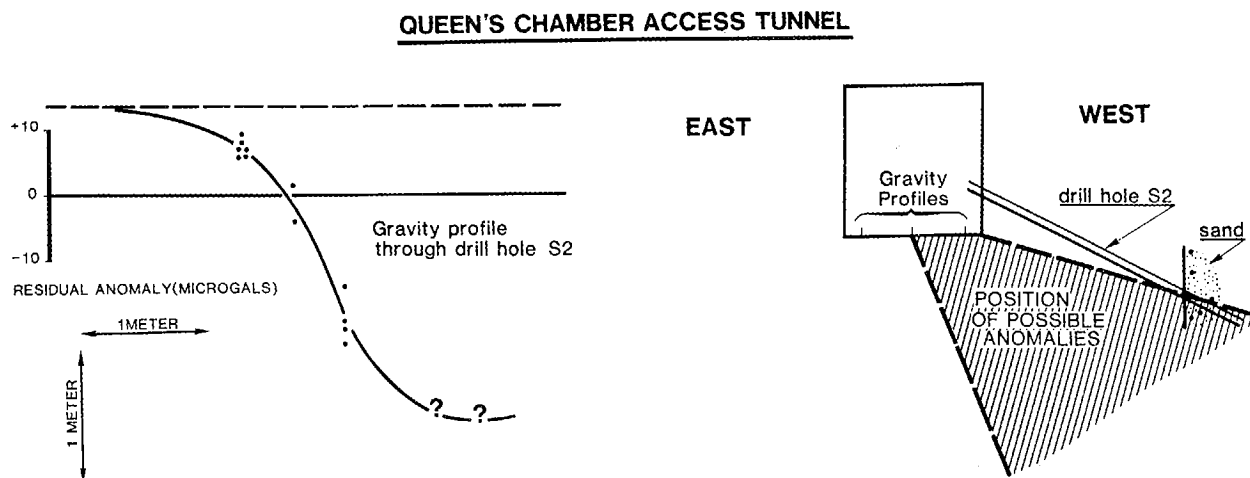 QUEEN'S CHAMBER ACCESS TUNNEL
+10
0
-10
RESIDUAL ANOMALY(MICROGALS)
1METER
1 METER
Gravity profile
through drill hole S2
? ?
EAST
WEST
Gravity
Profiles
drill hole S2
sand
POSITION
OF POSSIBLE
ANOMALIES